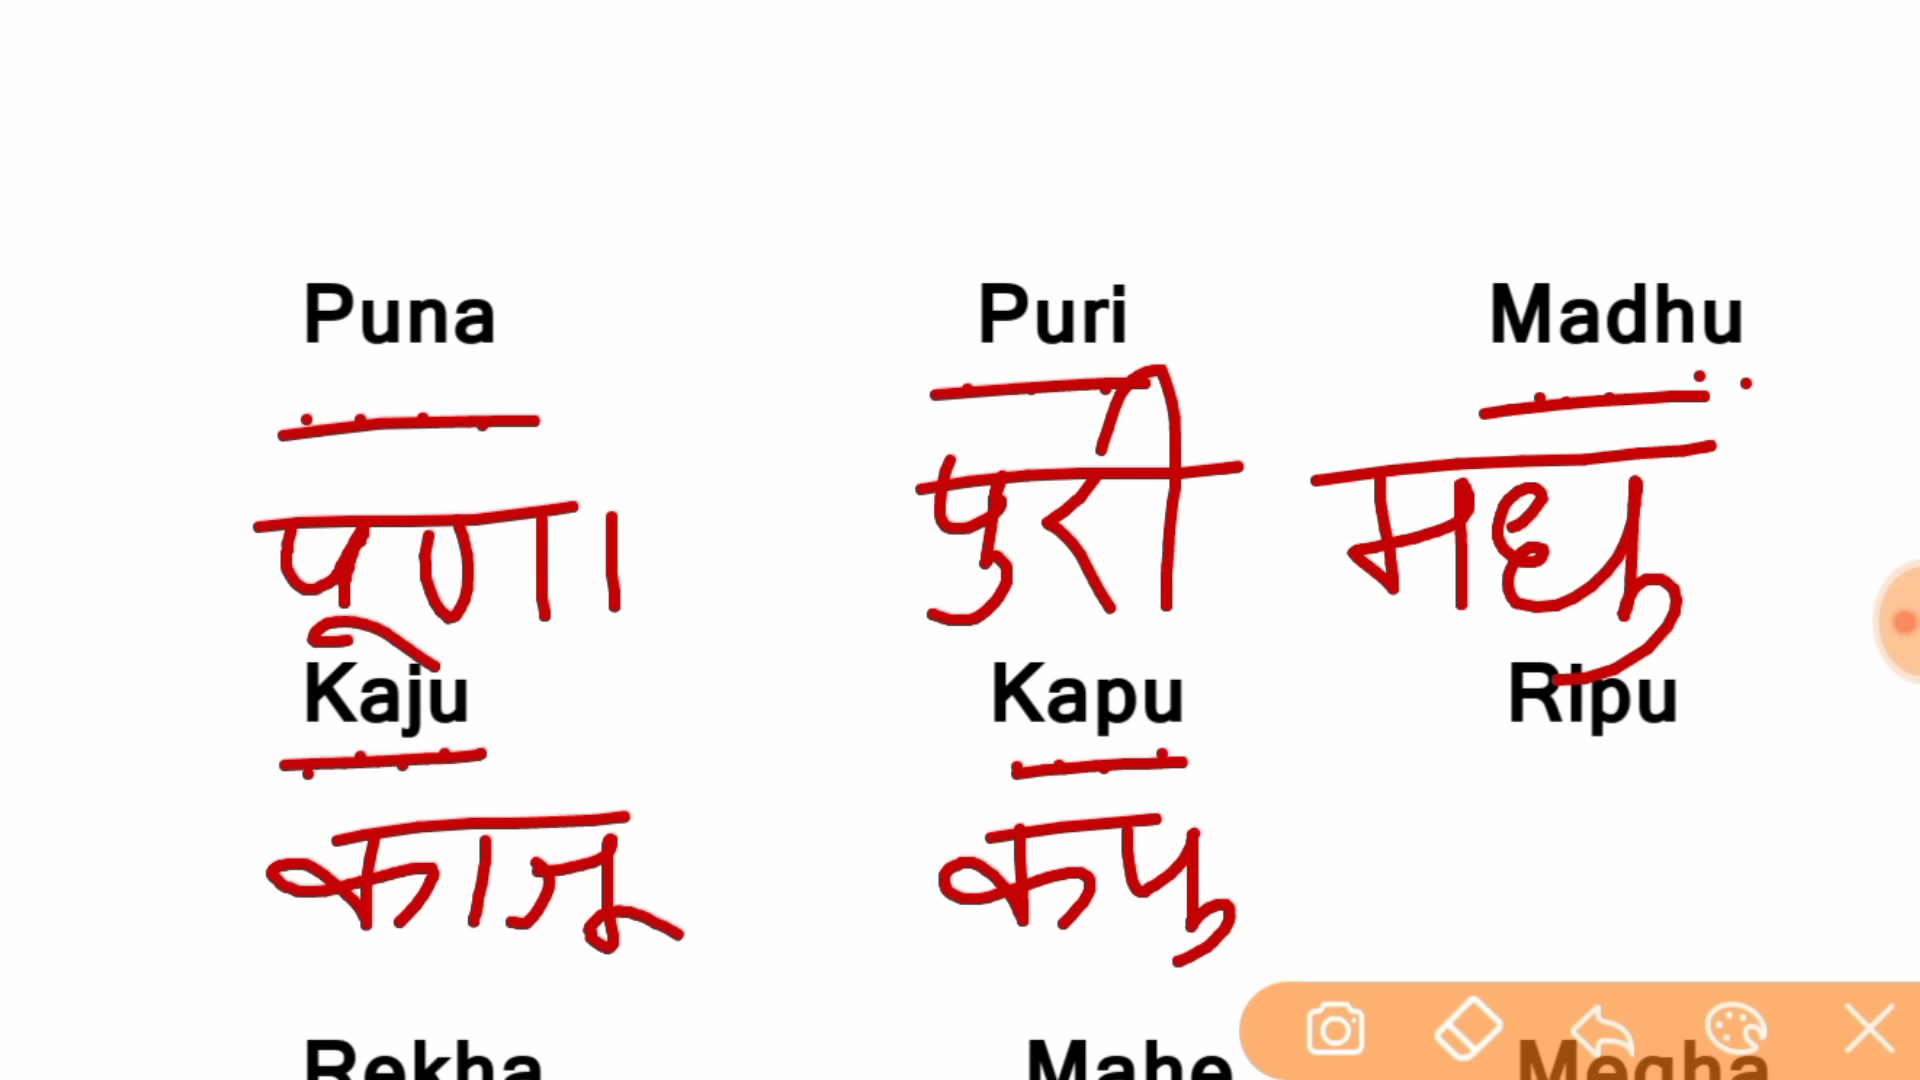 Puna Puri Madhu
पूणा पुरी मधु
Kaju Kapu Ripu
काजू कपु
Rekha Mahe Megha